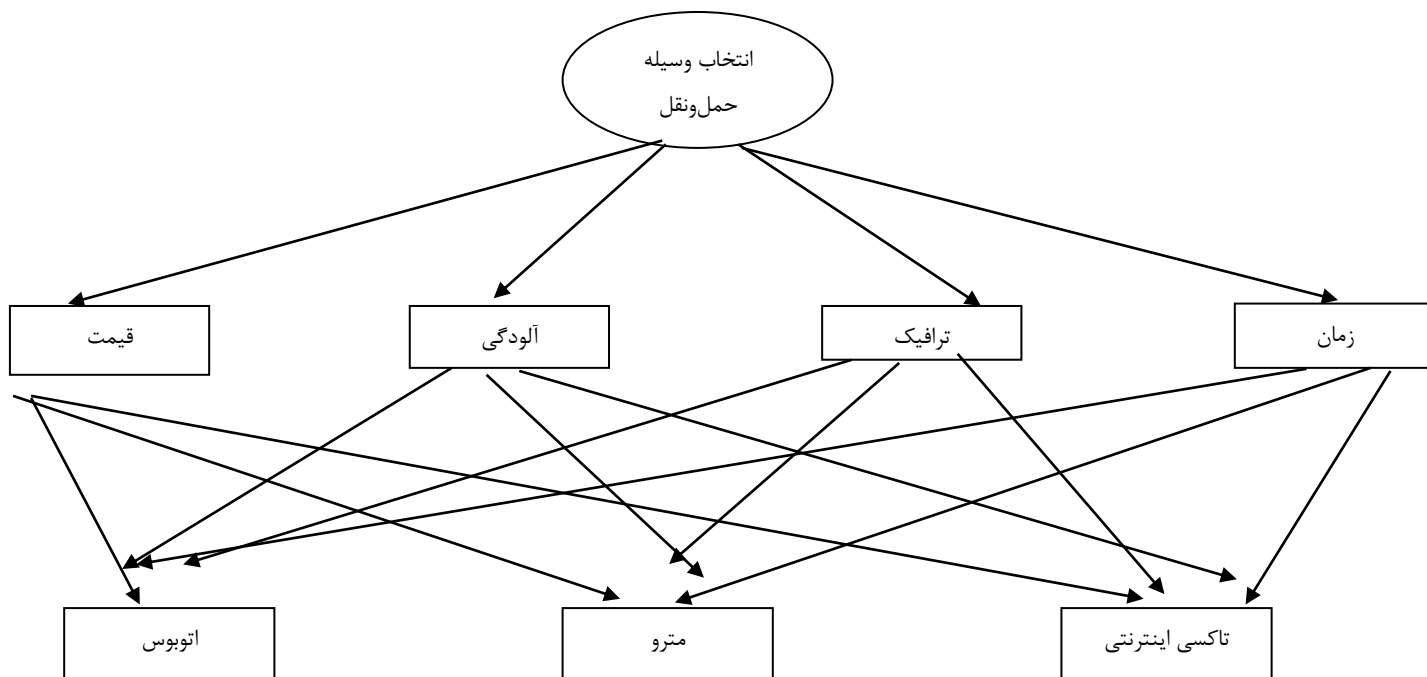 انتخاب وسیله
حمل‌ونقل
زمان
ترافیک
آلودگی
قیمت
تاکسی اینترنتی
مترو
اتوبوس